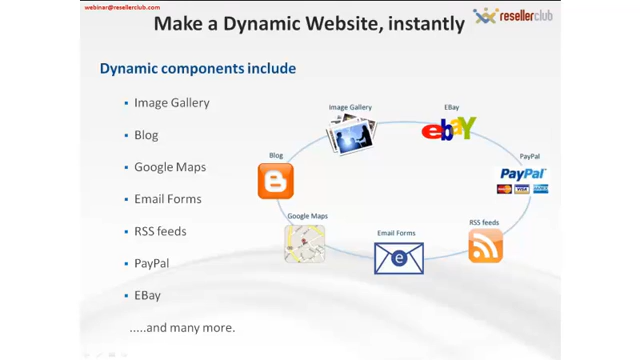 webinar@resellerclub.com
Make a Dynamic Website, instantly
resellerclub
Dynamic components include
Image Gallery
Blog
Google Maps
Email Forms
RSS feeds
PayPal
EBay
.....and many more.
Image Gallery
EBay
ebay
PayPal
PayPal
VISA
Blog
Google Maps
Email Forms
e
RSS feeds